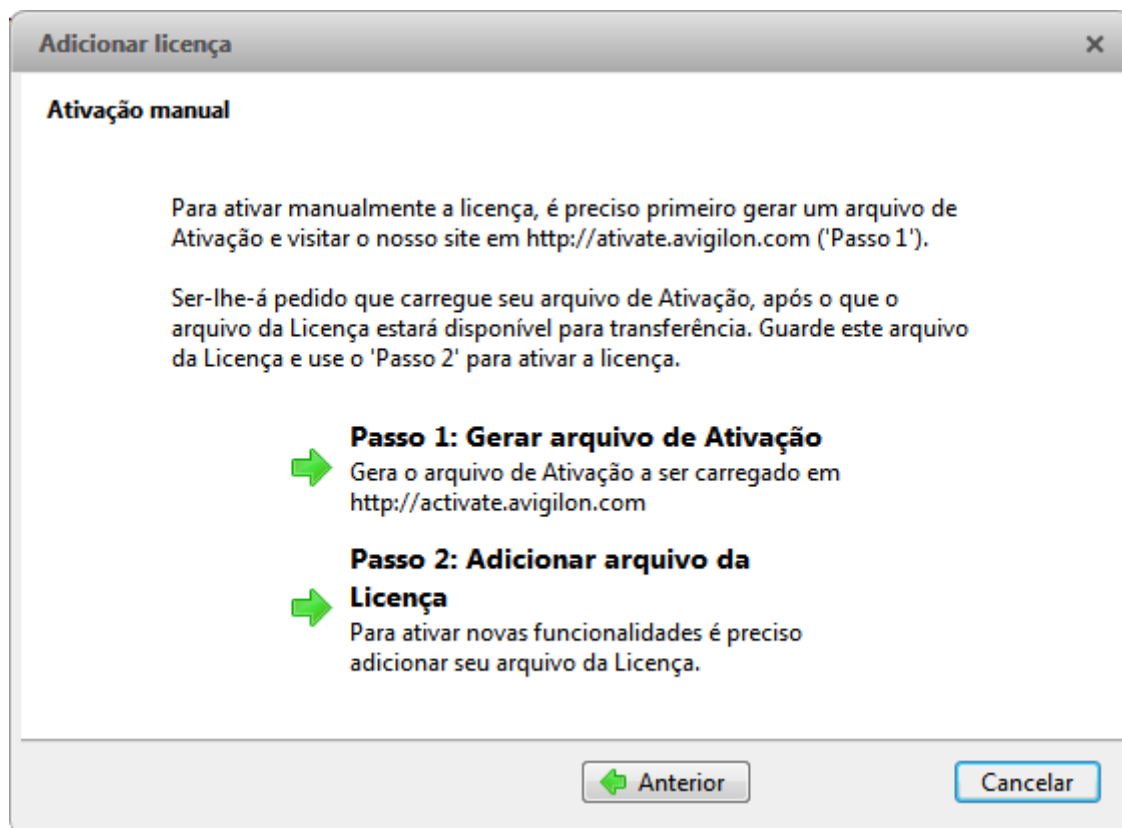 Adicionar licença
Ativação manual
Para ativar manualmente a licença, é preciso primeiro gerar um arquivo de
Ativação e visitar o nosso site em http://ativate.avigilon.com ('Passo 1').
Ser-lhe-á pedido que carregue seu arquivo de Ativação, após o que o
arquivo da Licença estará disponível para transferência. Guarde este arquivo
da Licença e use o 'Passo 2' para ativar a licença.
Passo 1: Gerar arquivo de Ativação
Gera o arquivo de Ativação a ser carregado em
http://activate.avigilon.com
Passo 2: Adicionar arquivo da
Licença
Para ativar novas funcionalidades é preciso
adicionar seu arquivo da Licença.
Anterior
Cancelar